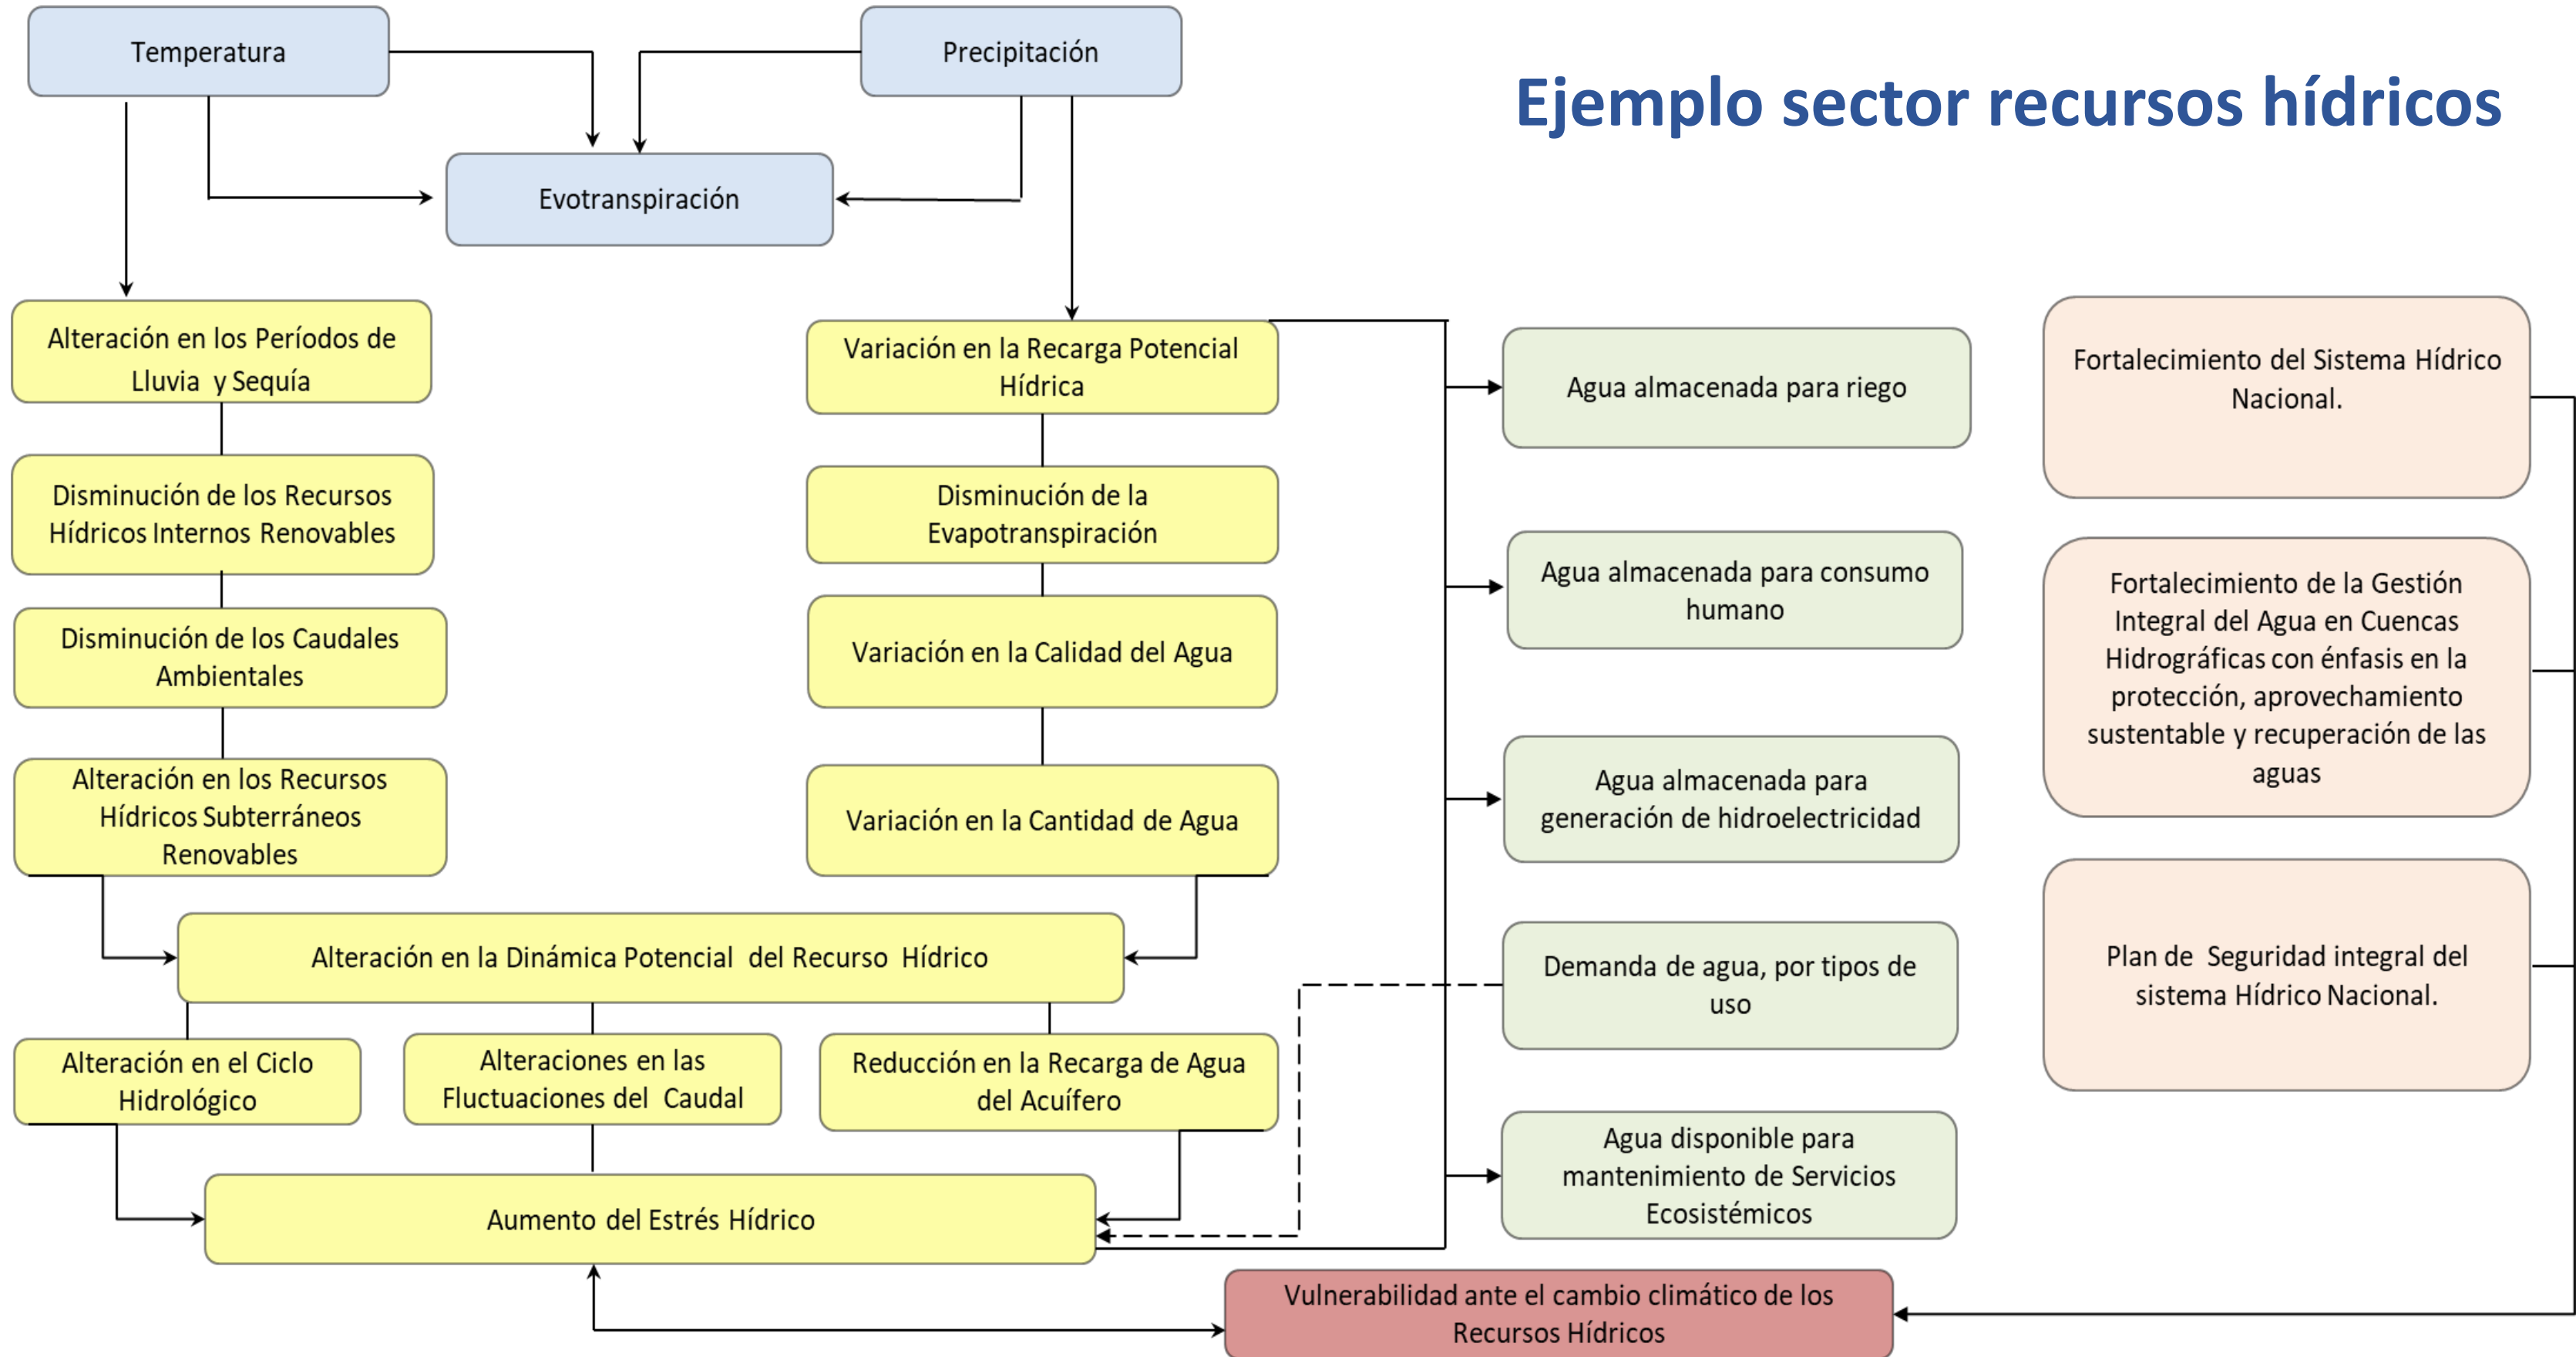 Temperatura
Precipitación
Ejemplo sector recursos hídricos
Evotranspiración
Alteración en los Períodos de
Lluvia y Sequía
Disminución de los Recursos
Hídricos Internos Renovables
Disminución de los Caudales
Ambientales
Alteración en los Recursos
Hídricos Subterráneos
Renovables
Variación en la Recarga Potencial
Hídrica
Disminución de la
Evapotranspiración
Variación en la Calidad del Agua
Variación en la Cantidad de Agua
Alteración en la Dinámica Potencial del Recurso Hídrico
Alteración en el Ciclo
Hidrológico
Alteraciones en las
Fluctuaciones del Caudal
Reducción en la Recarga de Agua
del Acuífero
Aumento del Estrés Hídrico
Agua almacenada para riego
Agua almacenada para consumo
humano
Agua almacenada para
generación de hidroelectricidad
Demanda de agua, por tipos de
uso
Agua disponible para
mantenimiento de Servicios
Ecosistémicos
Fortalecimiento del Sistema Hídrico
Nacional.
Fortalecimiento de la Gestión
Integral del Agua en Cuencas
Hidrográficas con énfasis en la
protección, aprovechamiento
sustentable y recuperación de las
aguas
Plan de Seguridad integral del
sistema Hídrico Nacional.
Vulnerabilidad ante el cambio climático de los
Recursos Hídricos